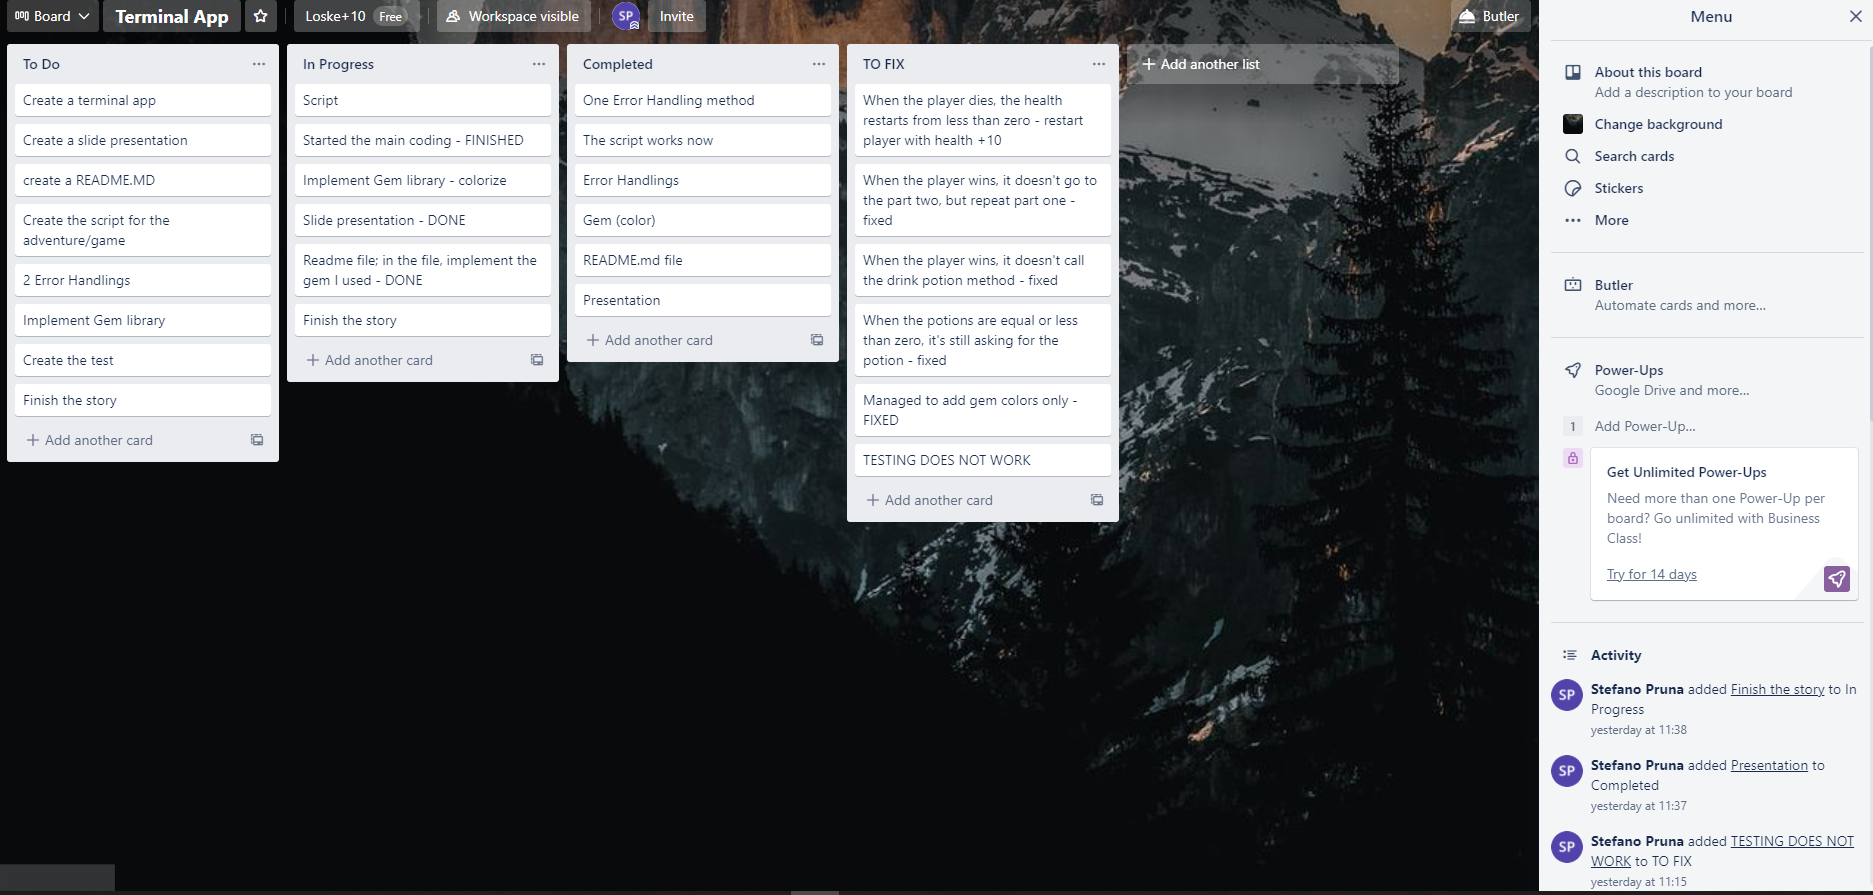 Board
Terminal App
Loske+10 Free
Workspace visible
SP
Invite
Butler
To Do
Create a terminal app
Create a slide presentation
create a README.MD
Create the script for the
adventure/game
2 Error Handlings
Implement Gem library
Create the test
Finish the story
Add another card
In Progress
Script
Started the main coding - FINISHED
Implement Gem library - colorize
Slide presentation - DONE
Readme file; in the file, implement the
gem I used - DONE
Finish the story
Add another card
Completed
One Error Handling method
The script works now
Error Handlings
Gem (color)
README.md file
Presentation
Add another card
TO FIX
When the player dies, the health
restarts from less than zero - restart
player with health +10
When the player wins, it doesn't go to
the part two, but repeat part one -
fixed
When the player wins, it doesn't call
the drink potion method - fixed
When the potions are equal or less
than zero, it's still asking for the
potion - fixed
Managed to add gem colors only -
FIXED
TESTING DOES NOT WORK
Add another card
Add another list
Menu
About this board
Add a description to your board
Change background
Search cards
Stickers
More
Butler
Automate cards and more...
Power-Ups
Google Drive and more...
1 Add Power-Up...
Get Unlimited Power-Ups
Need more than one Power-Up per
board? Go unlimited with Business
Class!
Try for 14 days
Activity
SP
Stefano Pruna added Finish the story to In
Progress
yesterday at 11:38
SP
Stefano Pruna added Presentation to
Completed
yesterday at 11:37
SP
Stefano Pruna added TESTING DOES NOT
WORK to TO FIX
yesterday at 11:15